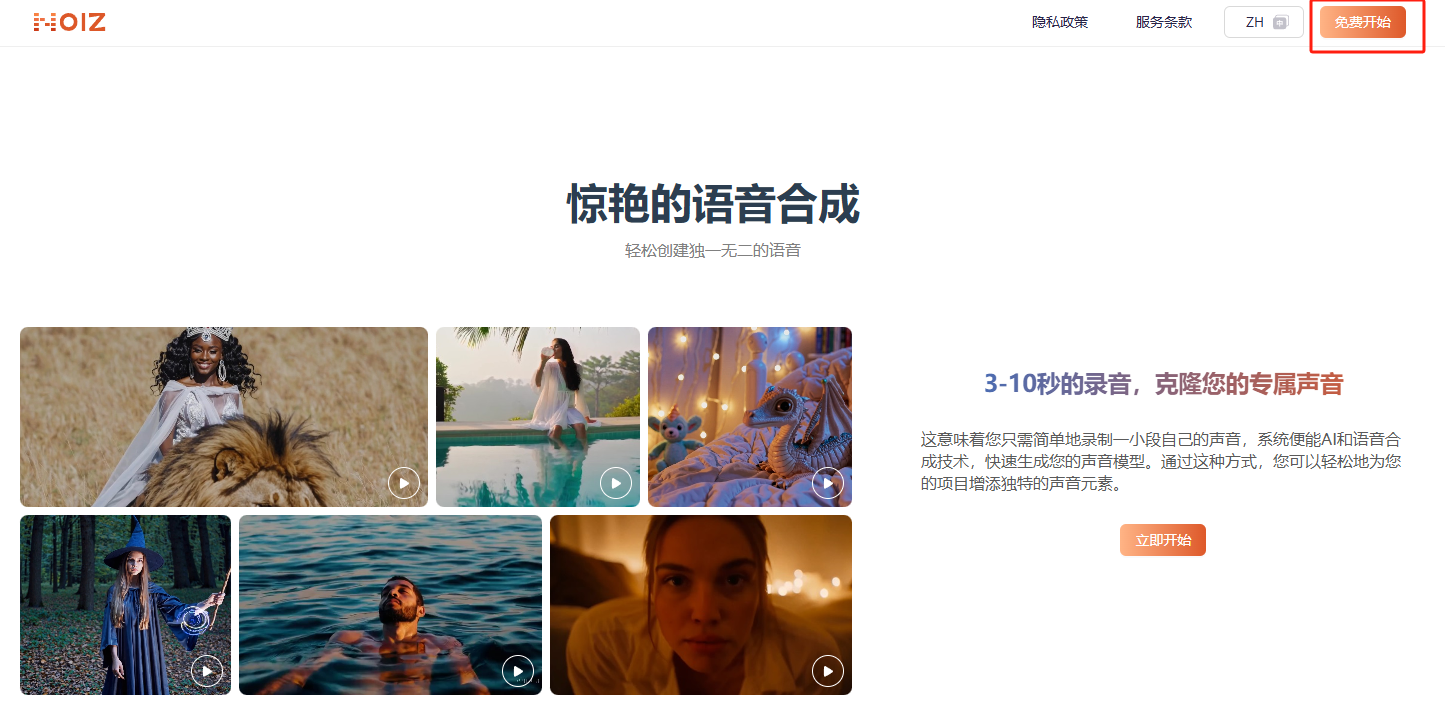 NOIZ
隐私政策
服务条款
ZH
免费开始
惊艳的语音合成
轻松创建独一无二的语音
3-10秒的录音，克隆您的专属声音
这意味着您只需简单地录制一小段自己的声音，系统便能AI和语音合
成技术，快速生成您的声音模型。通过这种方式，您可以轻松地为您
的项目增添独特的声音元素。
立即开始